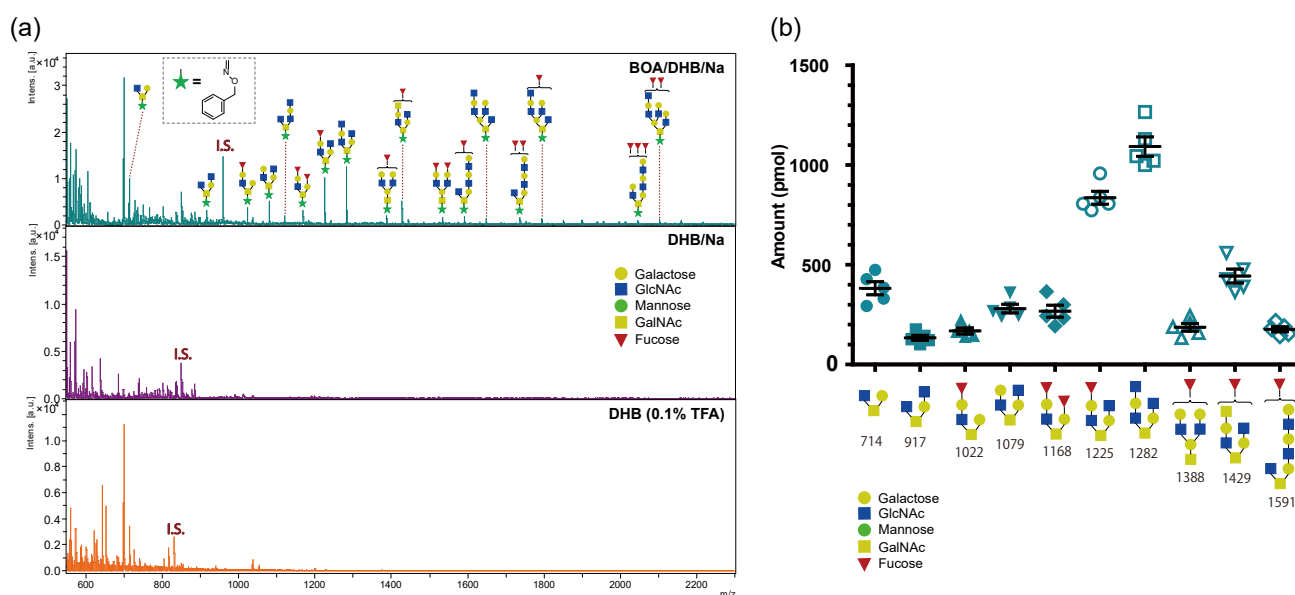 (a)
BOA/DHB/Na
Intens. [a.u.]
×10⁴
3
2
1
0
=
N
O
I.S.
DHB/Na
Intens. [a.u.]
×10⁴
2.0
1.5
1.0
0.5
0.0
I.S.
Galactose
GlcNAc
Mannose
GalNAc
Fucose
DHB (0.1% TFA)
Intens. [a.u.]
×10⁴
1.0
0.8
0.6
0.4
0.2
0.0
I.S.
600 800 1000 1200 1400 1600 1800 2000 2200
m/z
(b)
Amount (pmol)
1500
1000
500
0
714 917 1022 1079 1168 1225 1282 1388 1429 1591
Galactose
GlcNAc
Mannose
GalNAc
Fucose